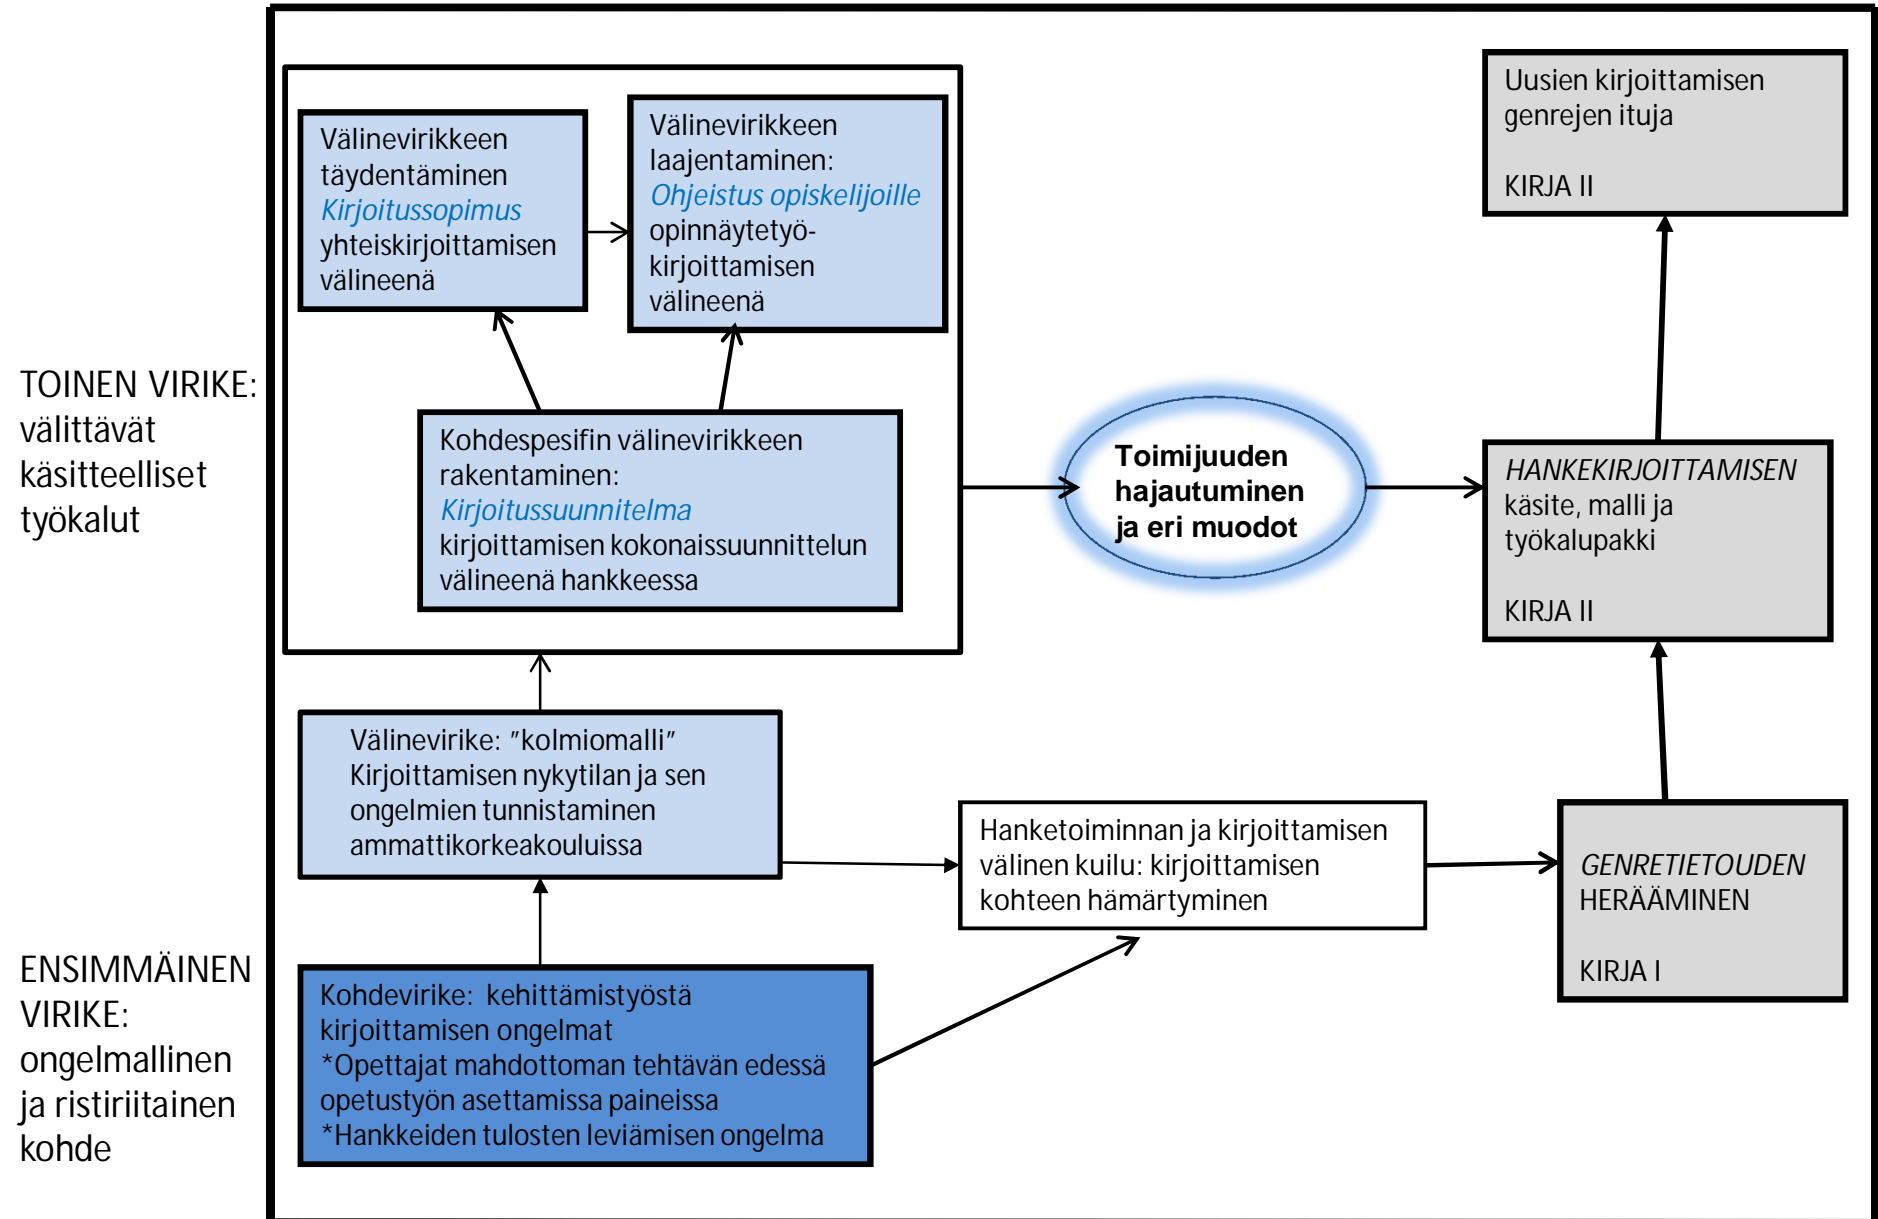 Uusien kirjoittamisen
genrejen ituja
KIRJA II
Välinevirikkeen
täydentäminen
Kirjoitussopimus
yhteiskirjoittamisen
välineenä
Välinevirikkeen
laajentaminen:
Ohjeistus opiskelijoille
opinnäytetyö-
kirjoittamisen
välineenä
TOINEN VIRIKE:
välittävät
käsitteelliset
työkalut
Kohdespesifin välinevirikkeen
rakentaminen:
Kirjoitussuunnitelma
kirjoittamisen kokonaissuunnittelun
välineenä hankkeessa
Toimijuuden
hajautuminen
ja eri muodot
HANKEKIRJOITTAMISEN
käsite, malli ja
työkalupakki
KIRJA II
Välinevirike: ”kolmiomalli”
Kirjoittamisen nykytilan ja sen
ongelmien tunnistaminen
ammattikorkeakouluissa
Hanketoiminnan ja kirjoittamisen
välinen kuilu: kirjoittamisen
kohteen hämärtyminen
GENRETIETOUDEN
HERÄÄMINEN
KIRJA I
ENSIMMÄINEN
VIRIKE:
ongelmallinen
ja ristiriitainen
kohde
Kohdevirike: kehittämistyöstä
kirjoittamisen ongelmat
*Opettajat mahdottoman tehtävän edessä
opetustyön asettamissa paineissa
*Hankkeiden tulosten leviämisen ongelma